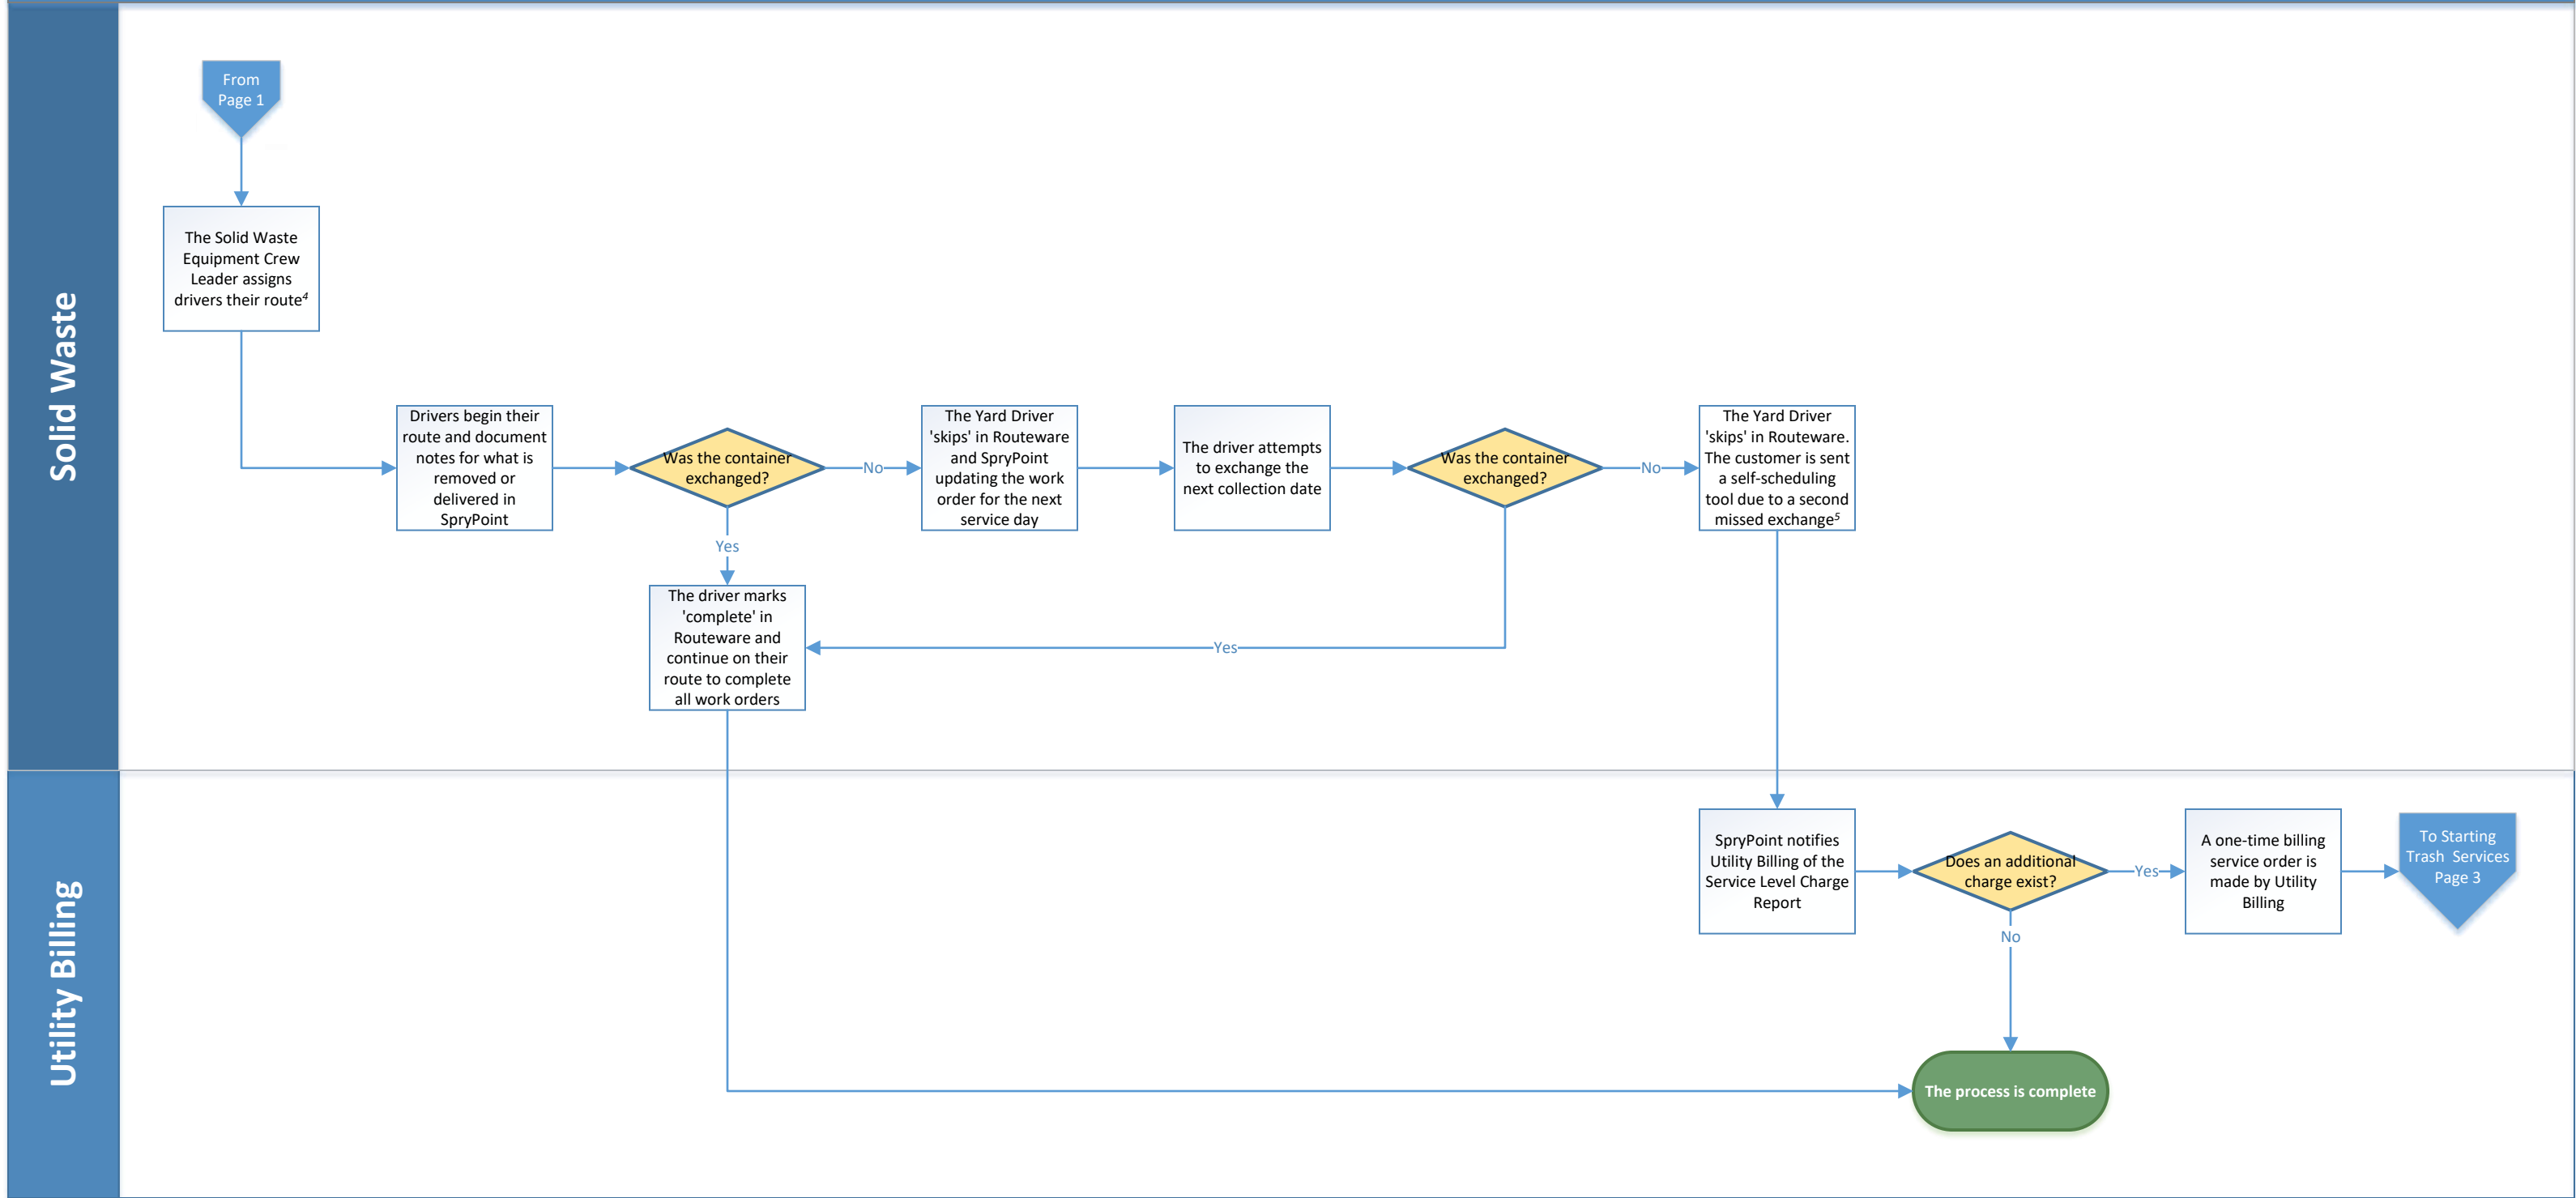 Solid Waste
From
Page 1
The Solid Waste
Equipment Crew
Leader assigns
drivers their route⁴
Drivers begin their
route and document
notes for what is
removed or
delivered in
SpryPoint
Was the container
exchanged?
No
The Yard Driver
'skips' in Routeware
and SpryPoint
updating the work
order for the next
service day
The driver attempts
to exchange the
next collection date
Was the container
exchanged?
No
The Yard Driver
'skips' in Routeware.
The customer is sent
a self-scheduling
tool due to a second
missed exchange⁵
Yes
The driver marks
'complete' in
Routeware and
continue on their
route to complete
all work orders
Yes
Utility Billing
SpryPoint notifies
Utility Billing of the
Service Level Charge
Report
Does an additional
charge exist?
Yes
A one-time billing
service order is
made by Utility
Billing
To Starting
Trash Services
Page 3
No
The process is complete